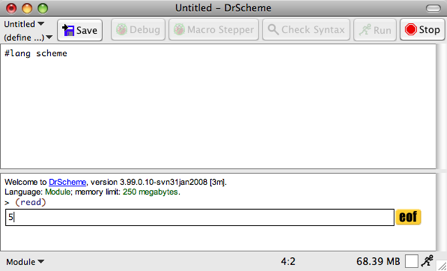 Untitled - DrScheme
Untitled
(define ...)
Save
Debug
Macro Stepper
Check Syntax
Run
Stop
#lang scheme
Welcome to DrScheme, version 3.99.0.10-svn31jan2008 [3m].
Language: Module; memory limit: 250 megabytes.
> (read)
5
eof
Module
4:2
68.39 MB